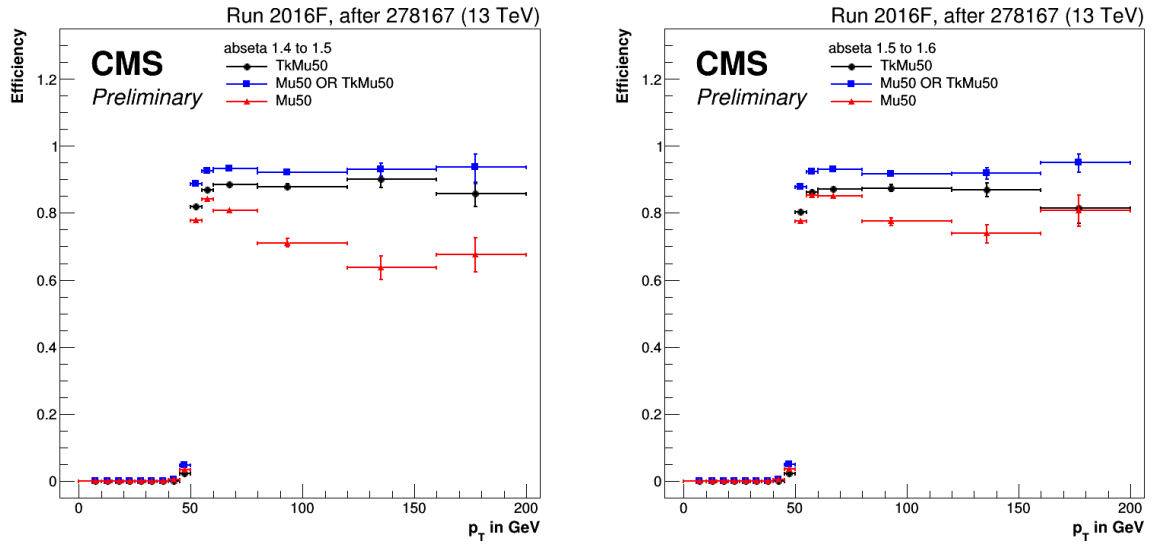 Run 2016F, after 278167 (13 TeV)
Efficiency
CMS
Preliminary
abseta 1.4 to 1.5
TkMu50
Mu50 OR TkMu50
Mu50
1.2
1
0.8
0.6
0.4
0.2
0
0
50
100
150
200
p_T in GeV
Run 2016F, after 278167 (13 TeV)
Efficiency
CMS
Preliminary
abseta 1.5 to 1.6
TkMu50
Mu50 OR TkMu50
Mu50
1.2
1
0.8
0.6
0.4
0.2
0
0
50
100
150
200
p_T in GeV